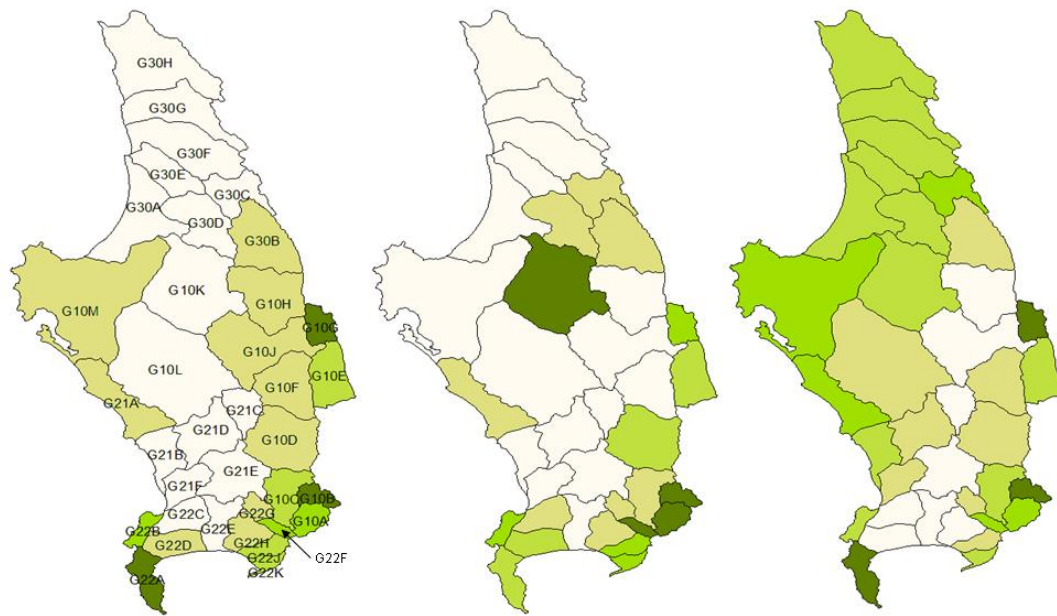 G30H
G30G
G30F
G30E
G30C
G30A
G30D
G30B
G10K
G10M
G10H
G10G
G10J
G10L
G10E
G10F
G21A
G21C
G21D
G10D
G21B
G21E
G21F
G10C
G10B
G22C
G22G
G10A
G22B
G22E
G22D
G22H
G22F
G22J
G22K
G22A